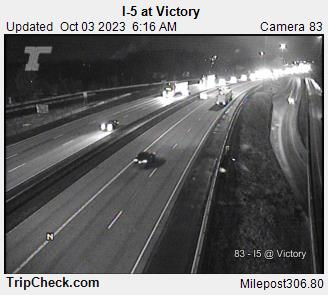 I-5 at Victory
Updated Oct 03 2023 6:16 AM Camera 83
T
N
83 - I5 @ Victory
TripCheck.com Milepost306.80